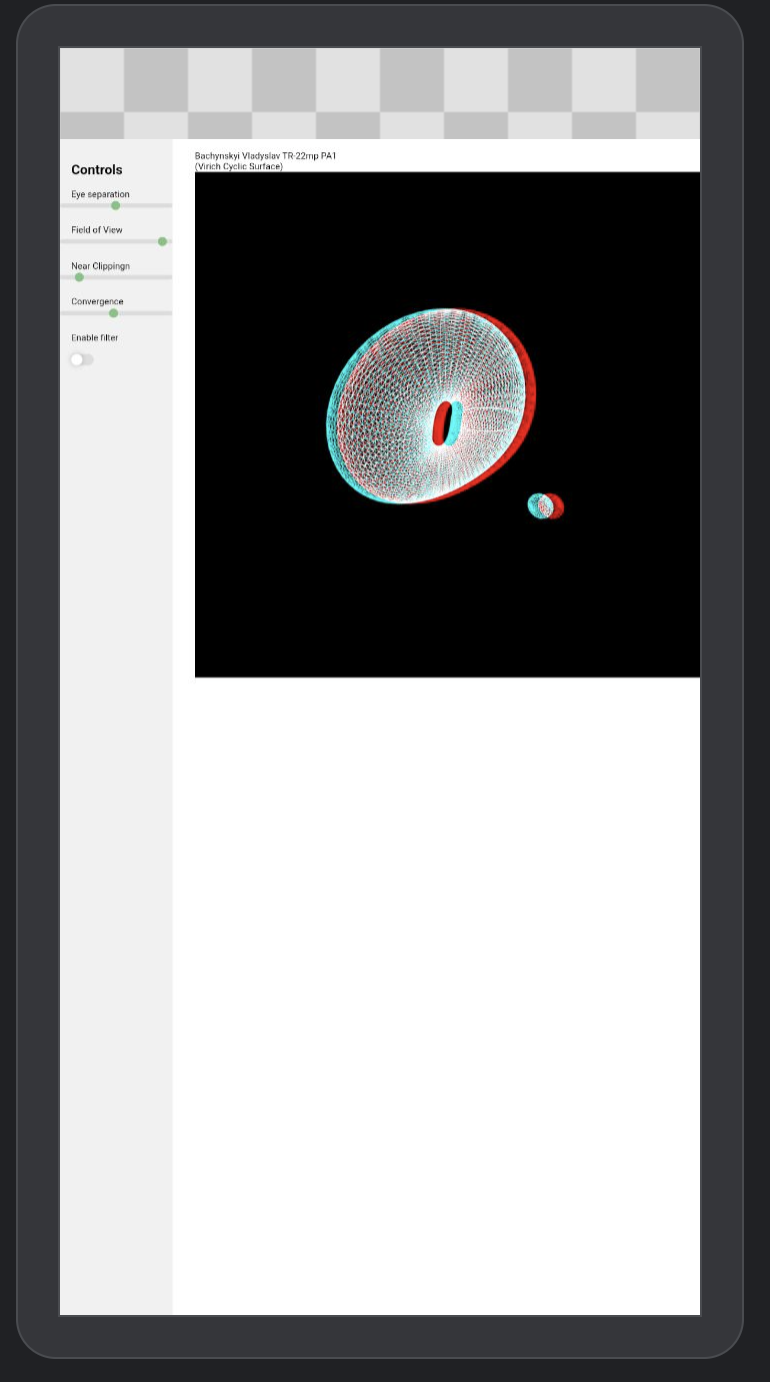 Controls
Eye separation
Field of View
Near Clippingn
Convergence
Enable filter
Bachynskyi Vladyslav TR-22mp PA1
(Virich Cyclic Surface)